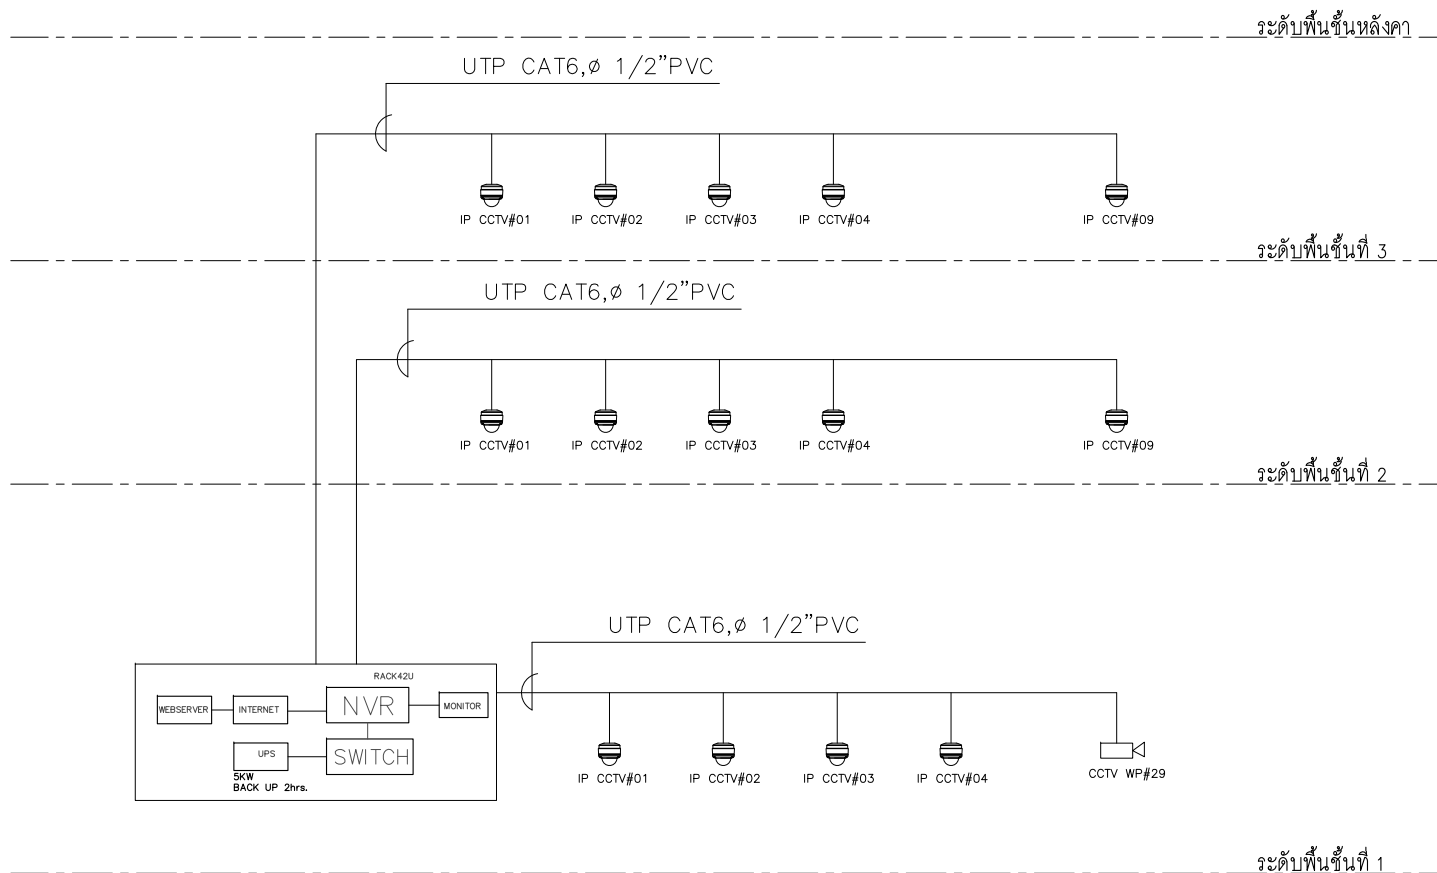 ระดับพื้นชั้นหลังคา
UTP CAT6,ø 1/2”PVC
IP CCTV#01 IP CCTV#02 IP CCTV#03 IP CCTV#04 IP CCTV#09
ระดับพื้นชั้นที่ 3
UTP CAT6,ø 1/2”PVC
IP CCTV#01 IP CCTV#02 IP CCTV#03 IP CCTV#04 IP CCTV#09
ระดับพื้นชั้นที่ 2
UTP CAT6,ø 1/2”PVC
RACK42U
WEBSERVER INTERNET NVR MONITOR
UPS SWITCH
5KW
BACK UP 2hrs.
IP CCTV#01 IP CCTV#02 IP CCTV#03 IP CCTV#04 CCTV WP#29
ระดับพื้นชั้นที่ 1